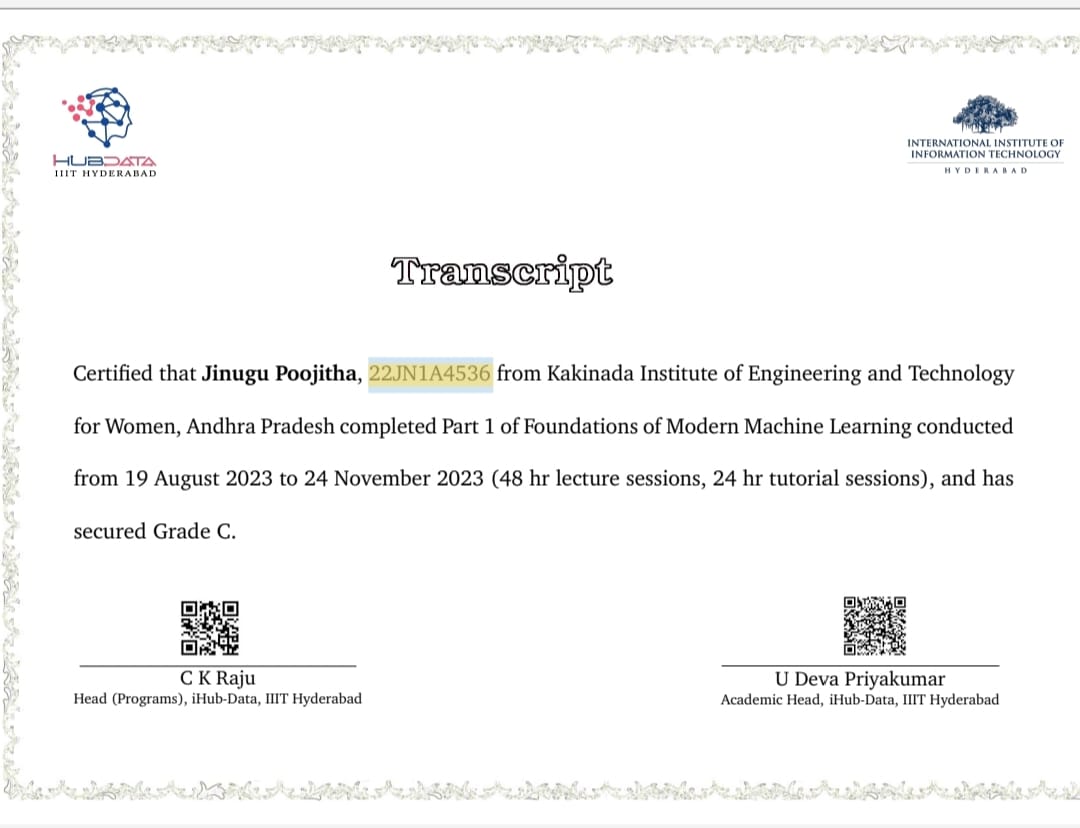 HUBDATA
IIIT HYDERABAD
INTERNATIONAL INSTITUTE OF
INFORMATION TECHNOLOGY
HYDERABAD
Transcript
Certified that Jinugu Poojitha, 22JN1A4536 from Kakinada Institute of Engineering and Technology
for Women, Andhra Pradesh completed Part 1 of Foundations of Modern Machine Learning conducted
from 19 August 2023 to 24 November 2023 (48 hr lecture sessions, 24 hr tutorial sessions), and has
secured Grade C.
C K Raju
Head (Programs), iHub-Data, IIIT Hyderabad
U Deva Priyakumar
Academic Head, iHub-Data, IIIT Hyderabad